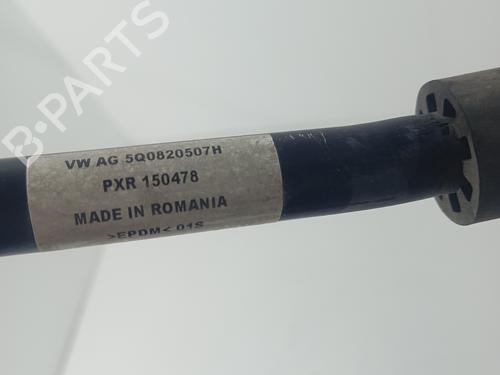 VW AG 5Q0820507H
PXR 150478
MADE IN ROMANIA
>EPDM< 01S
B-PARTS